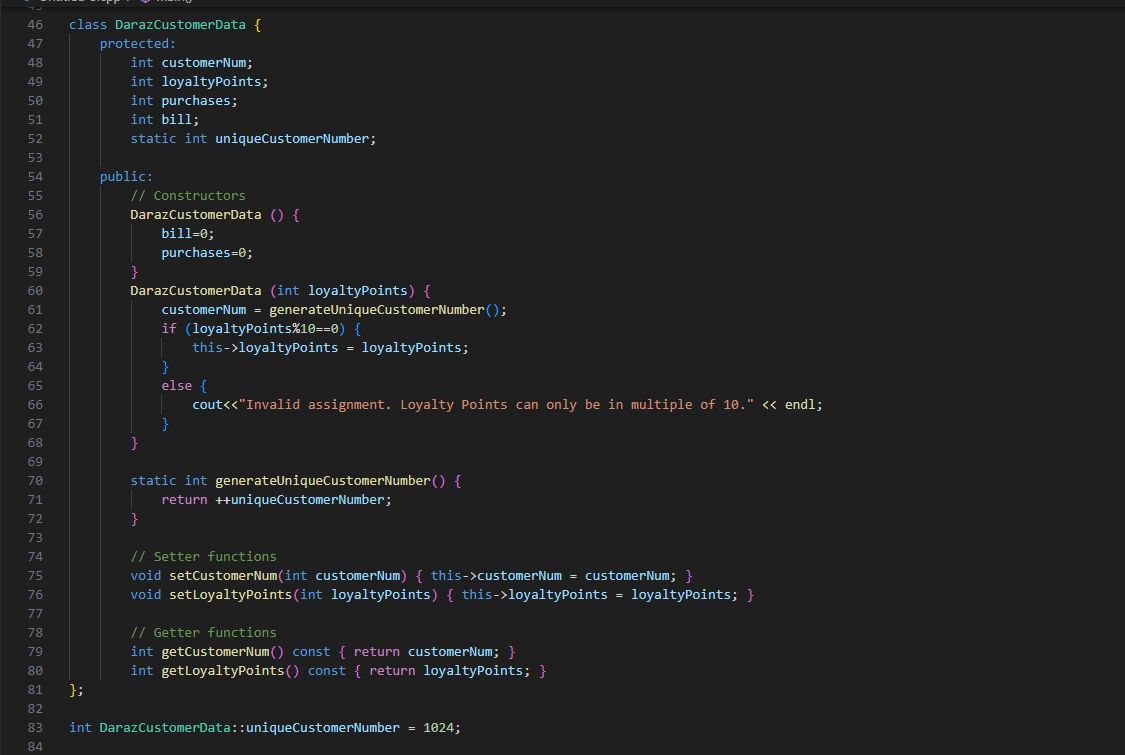 46 class DarazCustomerData {
47     protected:
48         int customerNum;
49         int loyaltyPoints;
50         int purchases;
51         int bill;
52         static int uniqueCustomerNumber;
53
54     public:
55         // Constructors
56         DarazCustomerData () {
57             bill=0;
58             purchases=0;
59         }
60         DarazCustomerData (int loyaltyPoints) {
61             customerNum = generateUniqueCustomerNumber();
62             if (loyaltyPoints%10==0) {
63                 this->loyaltyPoints = loyaltyPoints;
64             }
65             else {
66                 cout<<"Invalid assignment. Loyalty Points can only be in multiple of 10." << endl;
67             }
68         }
69
70         static int generateUniqueCustomerNumber() {
71             return ++uniqueCustomerNumber;
72         }
73
74         // Setter functions
75         void setCustomerNum(int customerNum) { this->customerNum = customerNum; }
76         void setLoyaltyPoints(int loyaltyPoints) { this->loyaltyPoints = loyaltyPoints; }
77
78         // Getter functions
79         int getCustomerNum() const { return customerNum; }
80         int getLoyaltyPoints() const { return loyaltyPoints; }
81 };
82
83 int DarazCustomerData::uniqueCustomerNumber = 1024;
84